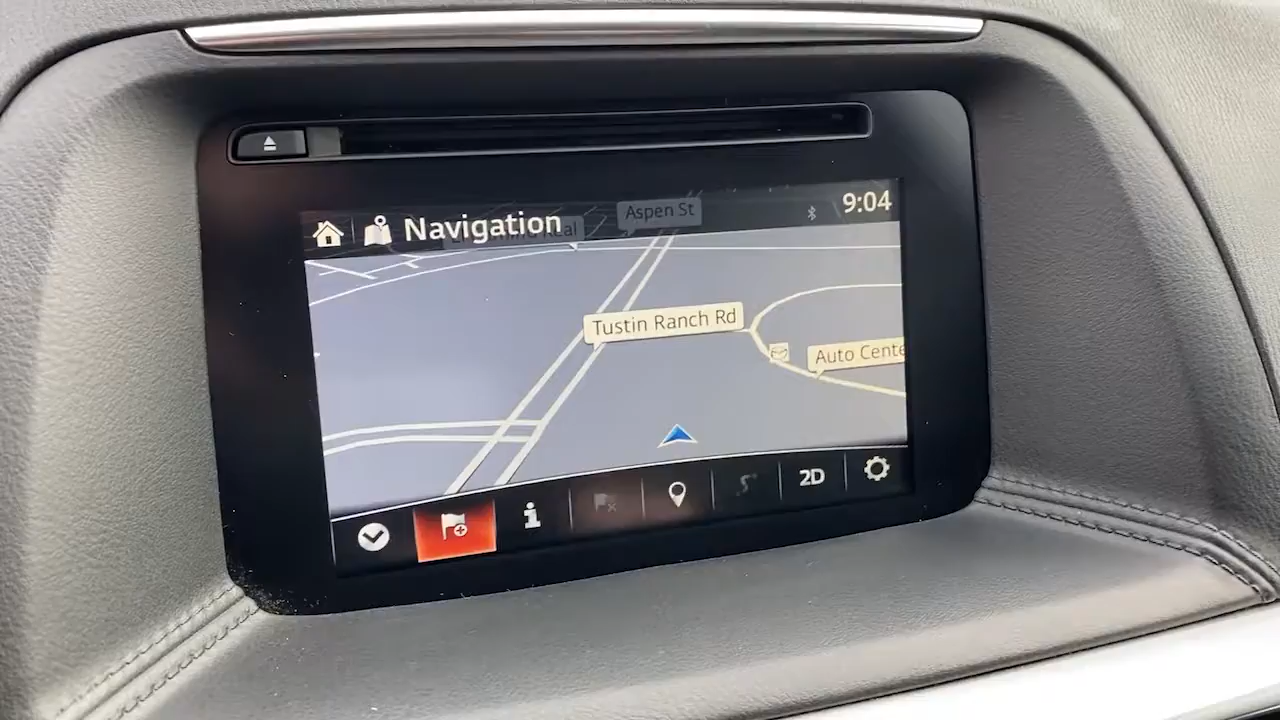 Aspen St
9:04
Navigation
Tustin Ranch Rd
Auto Cente
2D